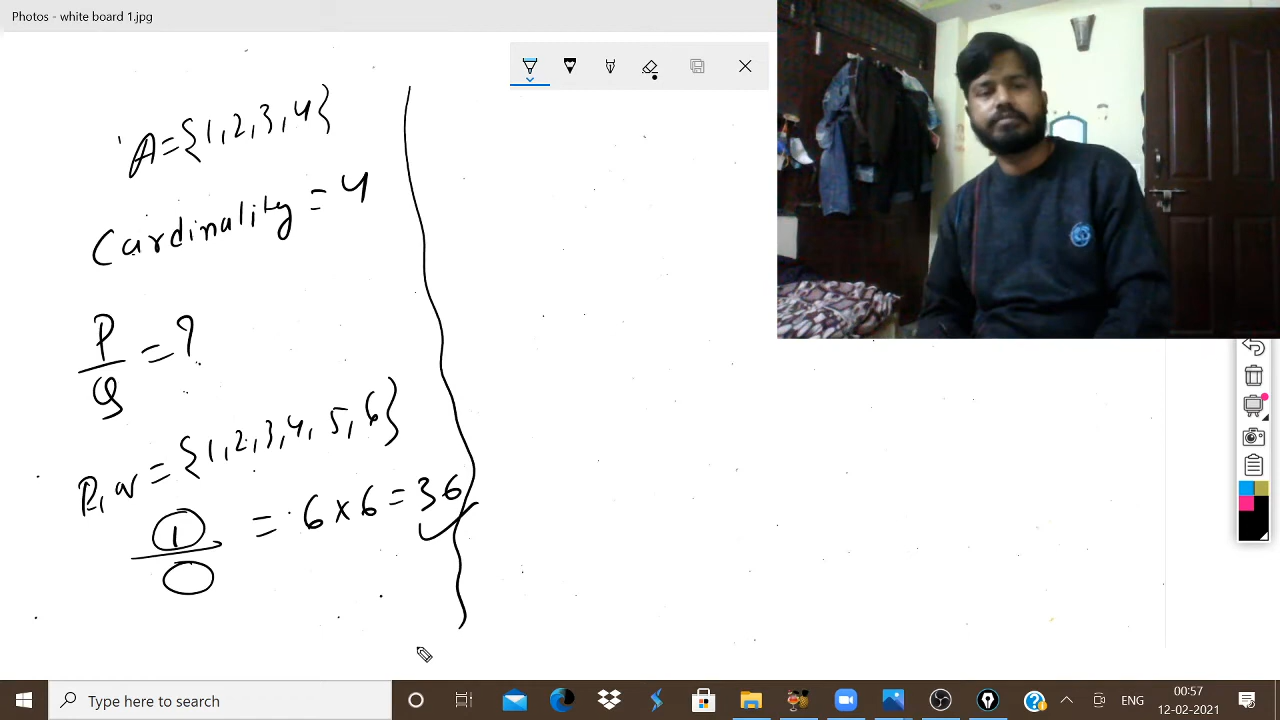 Photos - white board 1.jpg
A = {1, 2, 3, 4}
Cardinality = 4
P/Q = ?
P, Q = {1, 2, 3, 4, 5, 6}
1/ = 6 x 6 = 36
Type here to search
ENG
00:57
12-02-2021